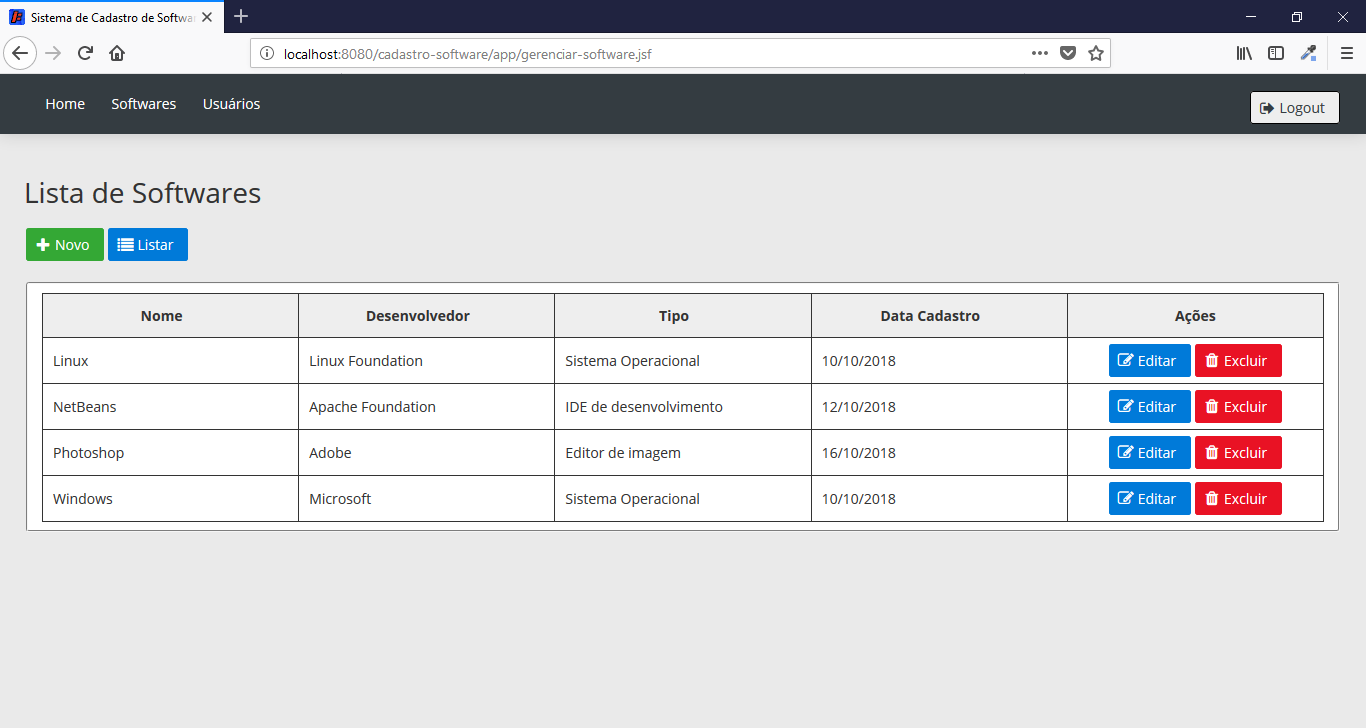 Sistema de Cadastro de Softwa
localhost:8080/cadastro-software/app/gerenciar-software.jsf
Home Softwares Usuários Logout
Lista de Softwares
Novo Listar
Nome Desenvolvedor Tipo Data Cadastro Ações
Linux Linux Foundation Sistema Operacional 10/10/2018 Editar Excluir
NetBeans Apache Foundation IDE de desenvolvimento 12/10/2018 Editar Excluir
Photoshop Adobe Editor de imagem 16/10/2018 Editar Excluir
Windows Microsoft Sistema Operacional 10/10/2018 Editar Excluir